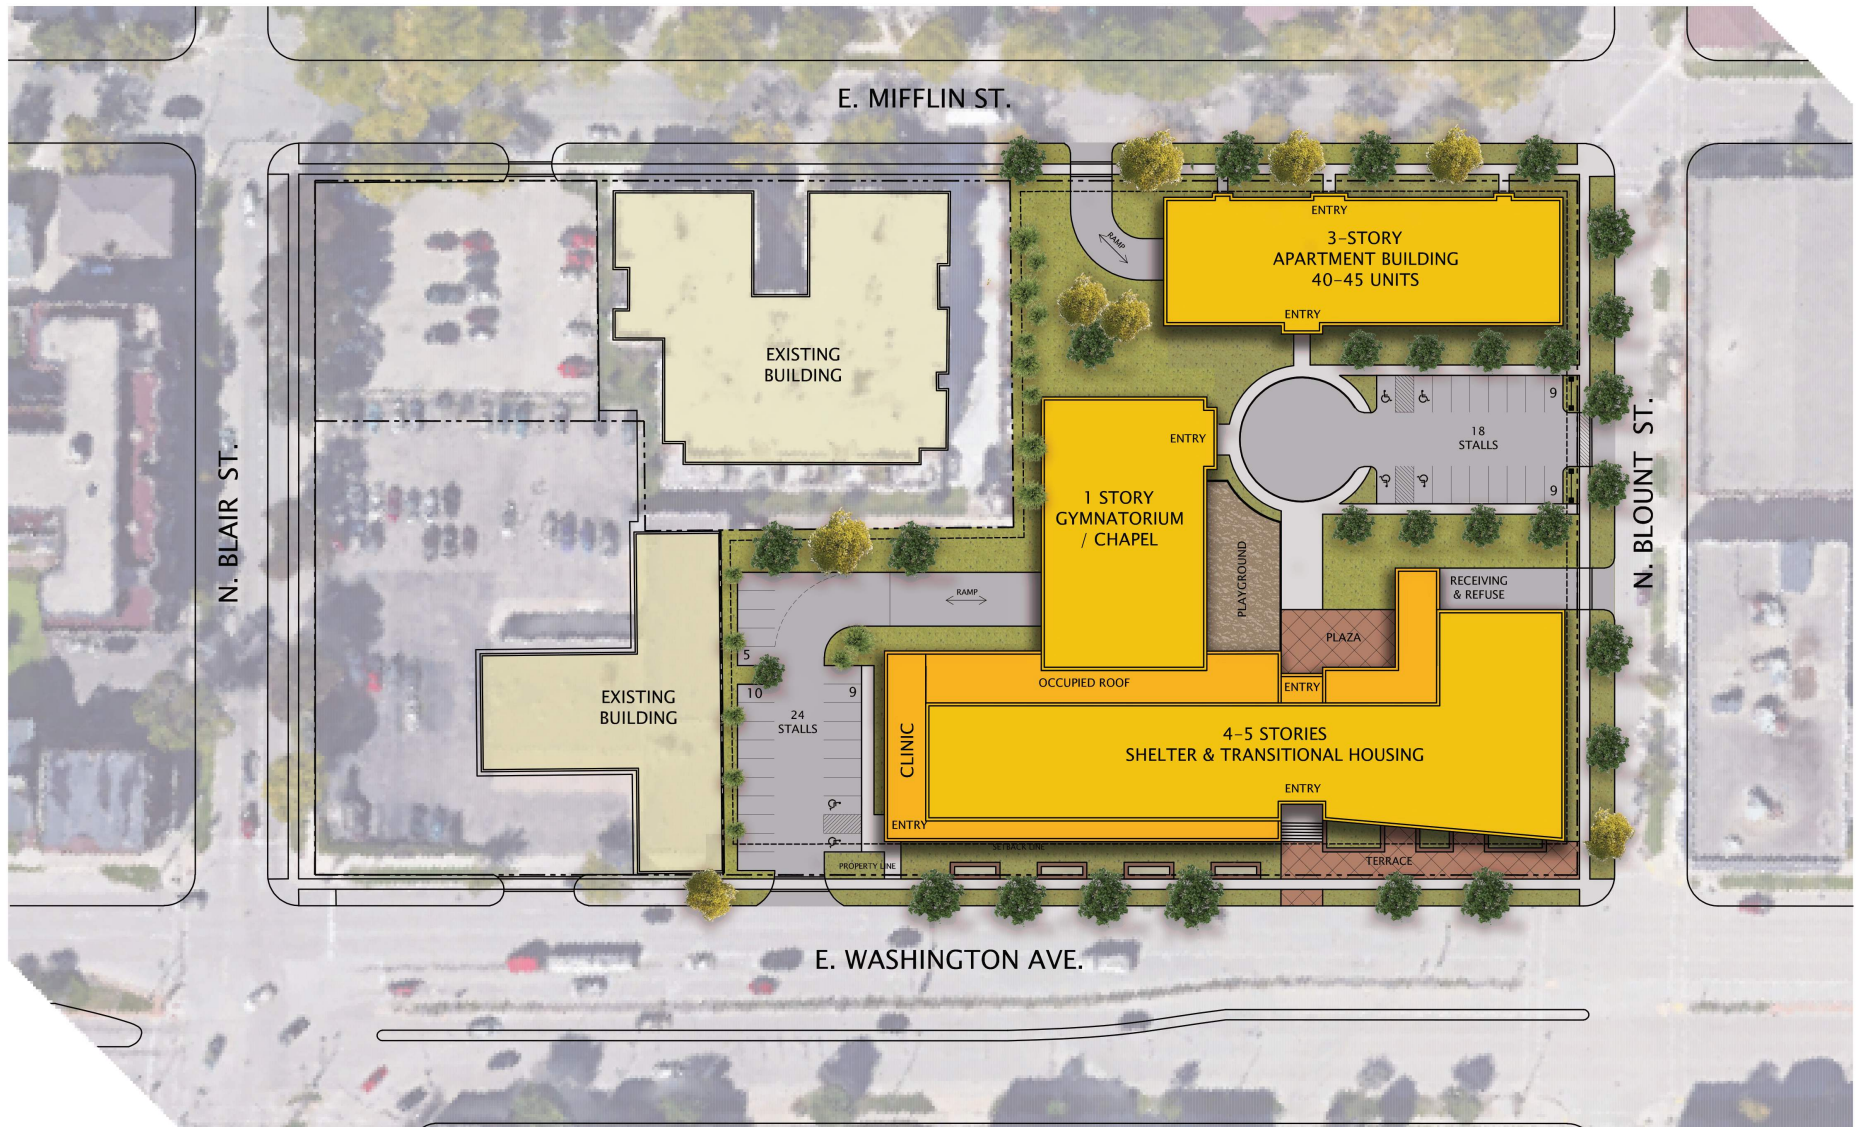 E. MIFFLIN ST.
ENTRY
3-STORY
APARTMENT BUILDING
40-45 UNITS
ENTRY
RAMP
EXISTING
BUILDING
9
18
STALLS
9
ENTRY
1 STORY
GYMNATORIUM
/ CHAPEL
PLAYGROUND
N. BLAIR ST.
N. BLOUNT ST.
RECEIVING
& REFUSE
RAMP
PLAZA
5
10
9
24
STALLS
EXISTING
BUILDING
OCCUPIED ROOF
ENTRY
CLINIC
4-5 STORIES
SHELTER & TRANSITIONAL HOUSING
ENTRY
ENTRY
SETBACK LINE
PROPERTY LINE
TERRACE
E. WASHINGTON AVE.